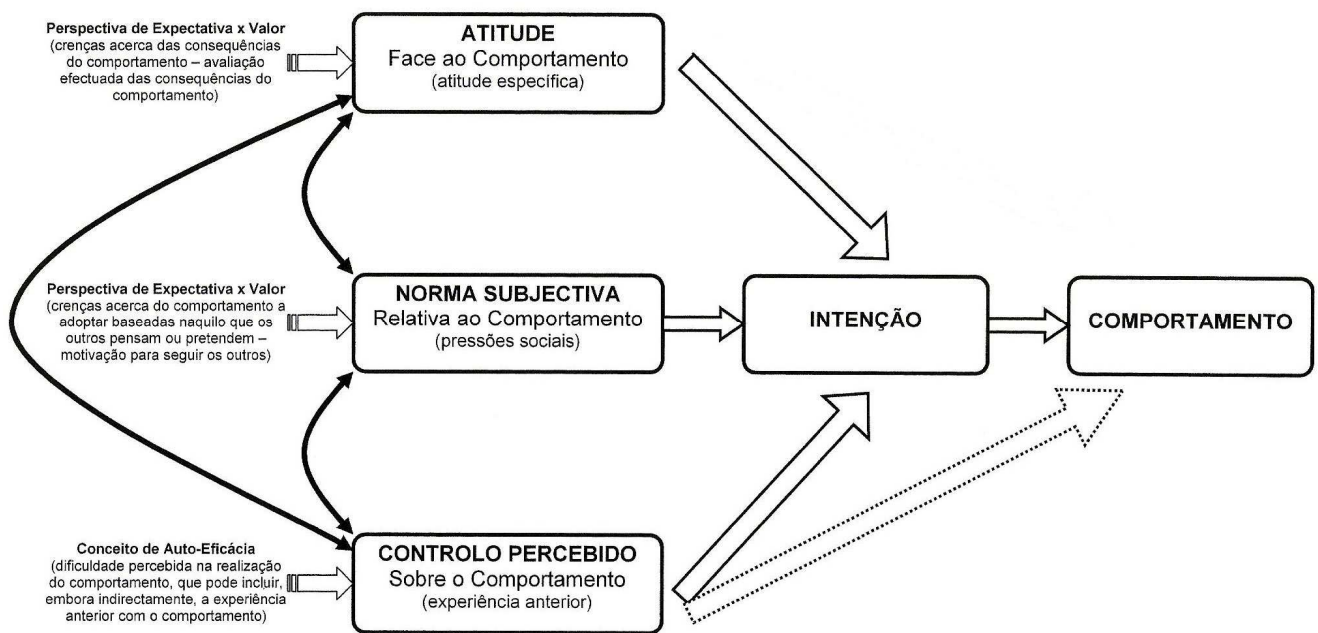 Perspectiva de Expectativa x Valor
(crenças acerca das consequências
do comportamento – avaliação
efectuada das consequências do
comportamento)
ATITUDE
Face ao Comportamento
(atitude específica)
Perspectiva de Expectativa x Valor
(crenças acerca do comportamento a
adoptar baseadas naquilo que os
outros pensam ou pretendem –
motivação para seguir os outros)
NORMA SUBJECTIVA
Relativa ao Comportamento
(pressões sociais)
INTENÇÃO
COMPORTAMENTO
Conceito de Auto-Eficácia
(dificuldade percebida na realização
do comportamento, que pode incluir,
embora indirectamente, a experiência
anterior com o comportamento)
CONTROLO PERCEBIDO
Sobre o Comportamento
(experiência anterior)